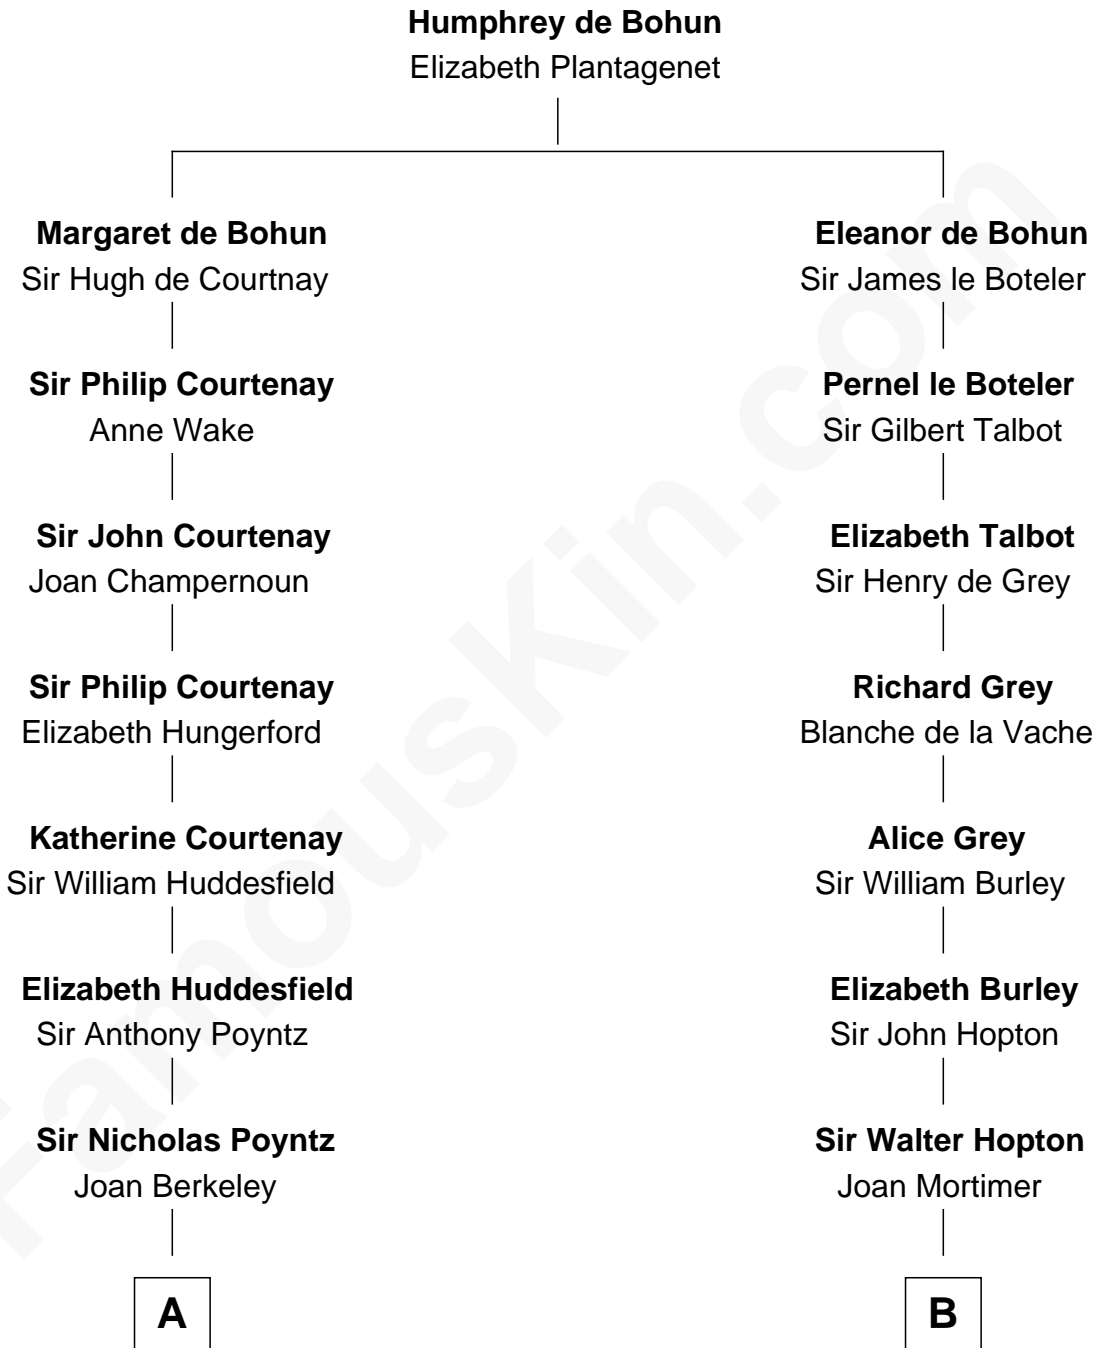 Humphrey de Bohun
Elizabeth Plantagenet
Margaret de Bohun
Sir Hugh de Courtnay
Eleanor de Bohun
Sir James le Boteler
Sir Philip Courtenay
Anne Wake
Pernel le Boteler
Sir Gilbert Talbot
Sir John Courtenay
Joan Champernoun
Elizabeth Talbot
Sir Henry de Grey
Sir Philip Courtenay
Elizabeth Hungerford
Richard Grey
Blanche de la Vache
Katherine Courtenay
Sir William Huddesfield
Alice Grey
Sir William Burley
Elizabeth Huddesfield
Sir Anthony Poyntz
Elizabeth Burley
Sir John Hopton
Sir Nicholas Poyntz
Joan Berkeley
Sir Walter Hopton
Joan Mortimer
A
B
FamousKin.com